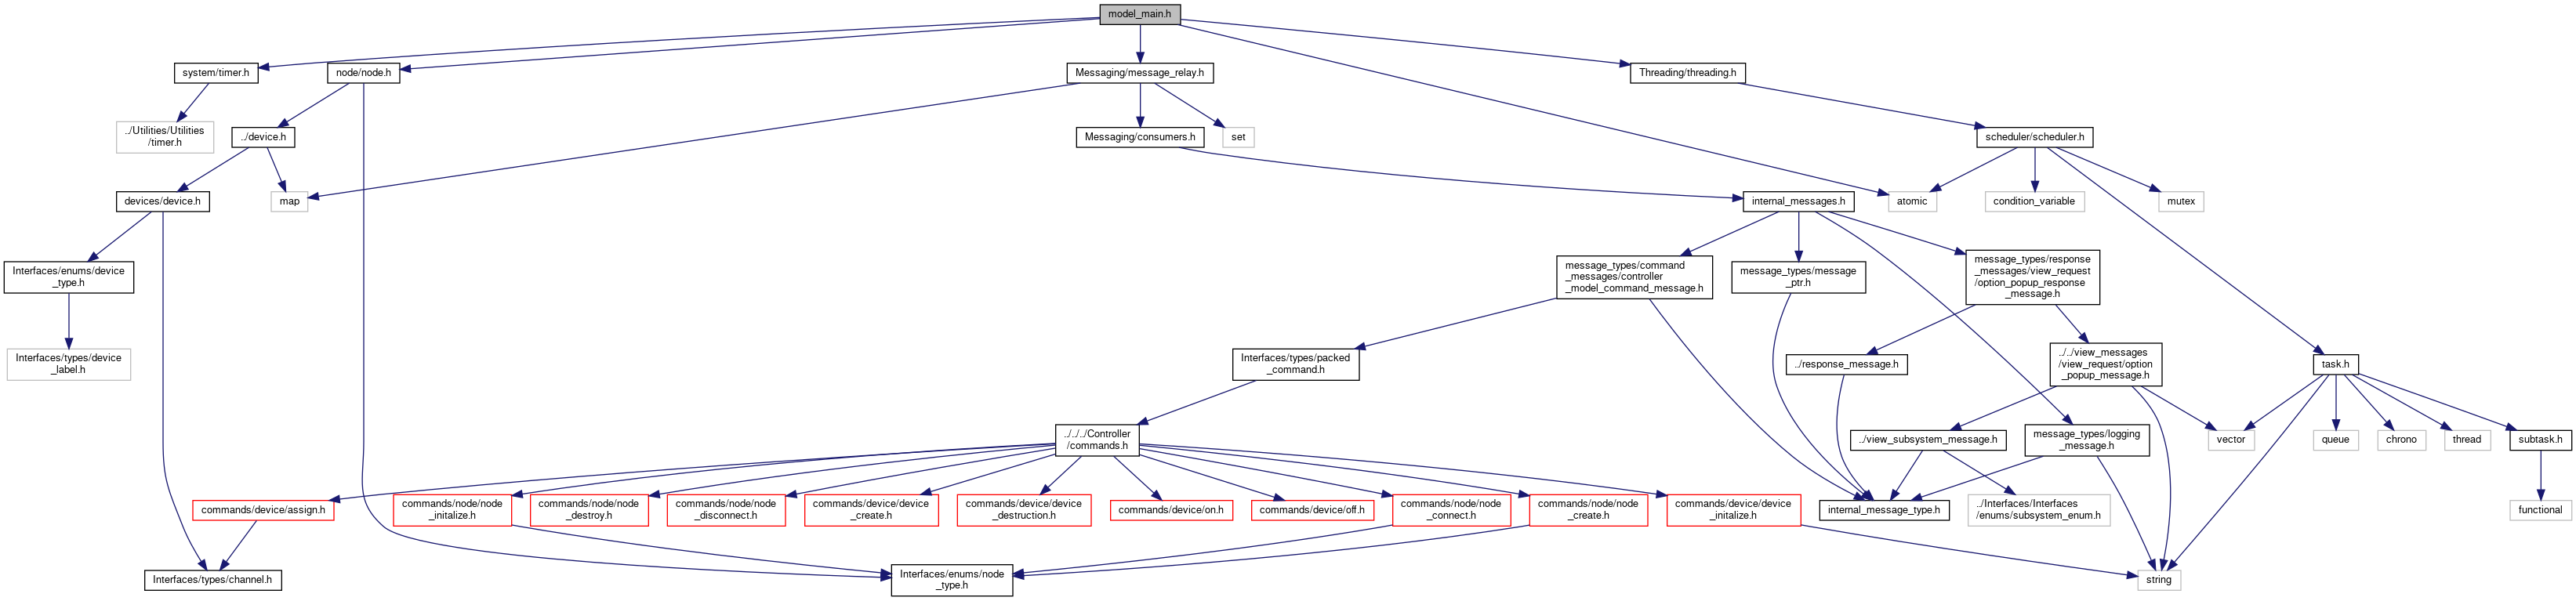 model_main.h
system/timer.h
node/node.h
Messaging/message_relay.h
Threading/threading.h
../Utilities/Utilities
/timer.h
../device.h
Messaging/consumers.h
set
scheduler/scheduler.h
devices/device.h
map
internal_messages.h
atomic
condition_variable
mutex
Interfaces/enums/device
_type.h
message_types/command
_messages/controller
_model_command_message.h
message_types/message
_ptr.h
message_types/response
_messages/view_request
/option_popup_response
_message.h
Interfaces/types/device
_label.h
Interfaces/types/packed
_command.h
../response_message.h
../../view_messages
/view_request/option
_popup_message.h
task.h
../../../Controller
/commands.h
../view_subsystem_message.h
message_types/logging
_message.h
vector
queue
chrono
thread
subtask.h
commands/device/assign.h
commands/node/node
_initalize.h
commands/node/node
_destroy.h
commands/node/node
_disconnect.h
commands/device/device
_create.h
commands/device/device
_destruction.h
commands/device/on.h
commands/device/off.h
commands/node/node
_connect.h
commands/node/node
_create.h
commands/device/device
_initalize.h
internal_message_type.h
../Interfaces/Interfaces
/enums/subsystem_enum.h
functional
Interfaces/types/channel.h
Interfaces/enums/node
_type.h
string